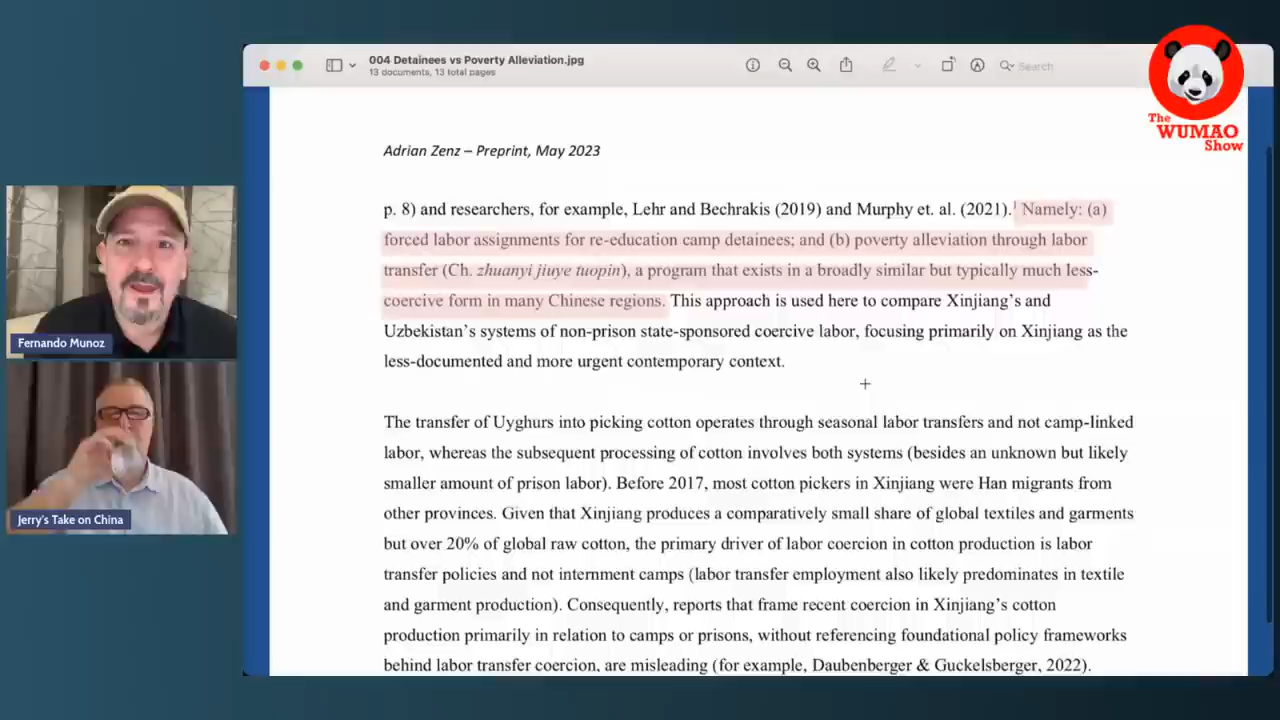 004 Detainees vs Poverty Alleviation.jpg
13 documents, 13 total pages
Search
The
WUMAO
Show
Adrian Zenz – Preprint, May 2023
p. 8) and researchers, for example, Lehr and Bechrakis (2019) and Murphy et. al. (2021).¹ Namely: (a)
forced labor assignments for re-education camp detainees; and (b) poverty alleviation through labor
transfer (Ch. zhuanyi jiuye tuopin), a program that exists in a broadly similar but typically much less-
coercive form in many Chinese regions. This approach is used here to compare Xinjiang's and
Uzbekistan's systems of non-prison state-sponsored coercive labor, focusing primarily on Xinjiang as the
less-documented and more urgent contemporary context.
The transfer of Uyghurs into picking cotton operates through seasonal labor transfers and not camp-linked
labor, whereas the subsequent processing of cotton involves both systems (besides an unknown but likely
smaller amount of prison labor). Before 2017, most cotton pickers in Xinjiang were Han migrants from
other provinces. Given that Xinjiang produces a comparatively small share of global textiles and garments
but over 20% of global raw cotton, the primary driver of labor coercion in cotton production is labor
transfer policies and not internment camps (labor transfer employment also likely predominates in textile
and garment production). Consequently, reports that frame recent coercion in Xinjiang's cotton
production primarily in relation to camps or prisons, without referencing foundational policy frameworks
behind labor transfer coercion, are misleading (for example, Daubenberger & Guckelsberger, 2022).
Fernando Munoz
Jerry's Take on China